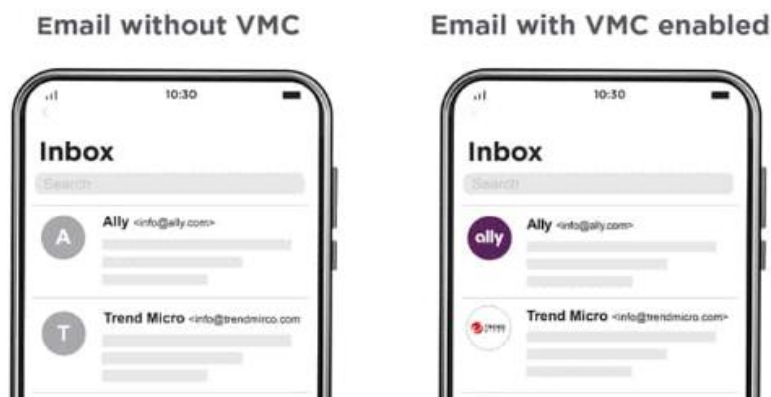 Email without VMC
10:30
Inbox
Search
A
Ally <info@ally.com>
T
Trend Micro <info@trendmirco.com
Email with VMC enabled
10:30
Inbox
Search
ally
Ally <info@ally.com>
TREND
Trend Micro <info@trendmicro.com>